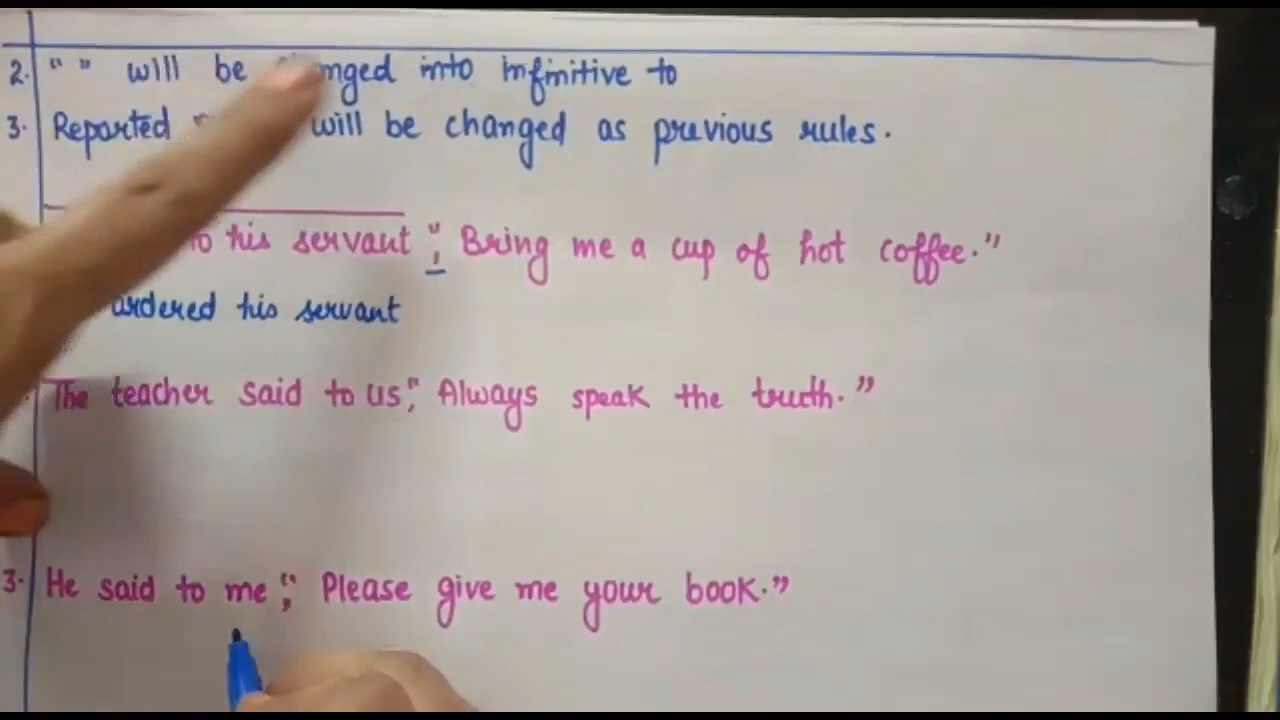 2. “ ” will be changed into infinitive to
3. Reported will be changed as previous rules.
to his servant ", Bring me a cup of hot coffee."
ordered his servant
The teacher said to us", Always speak the truth."
3. He said to me ", Please give me your book."